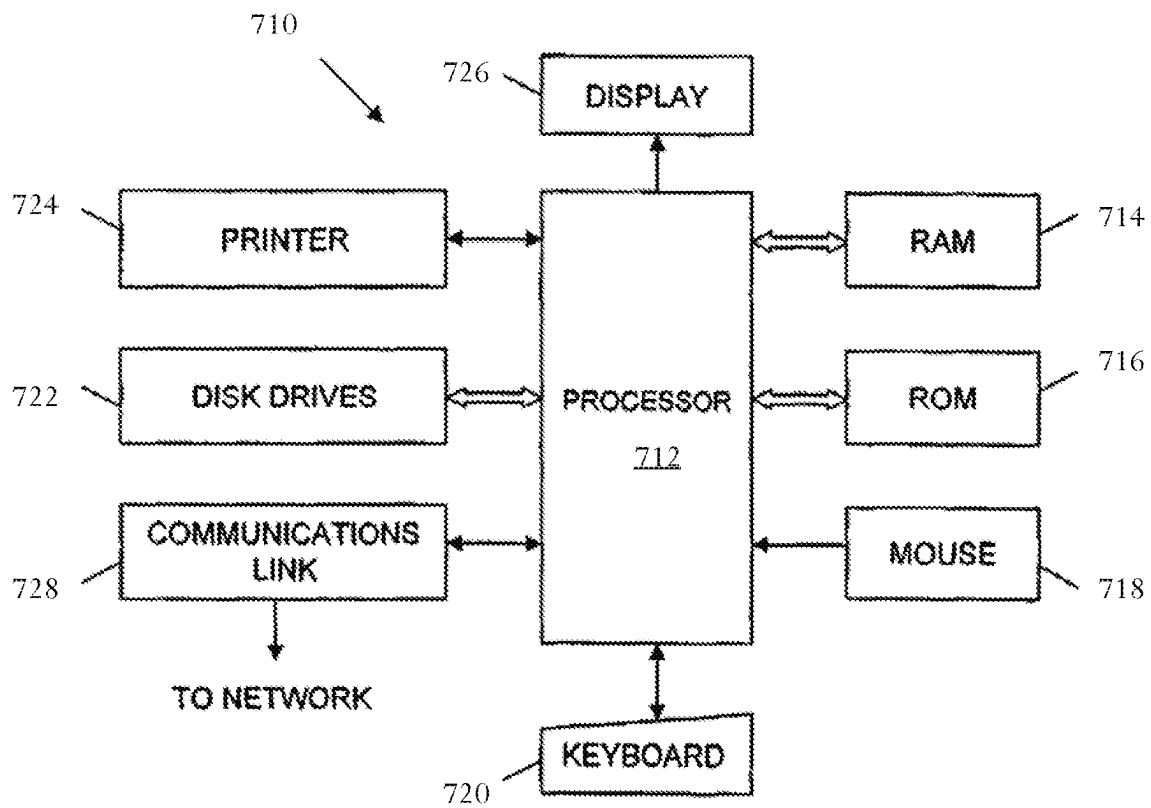 710
726
DISPLAY
724
PRINTER
RAM
714
722
DISK DRIVES
PROCESSOR
712
ROM
716
728
COMMUNICATIONS
LINK
MOUSE
718
TO NETWORK
720
KEYBOARD